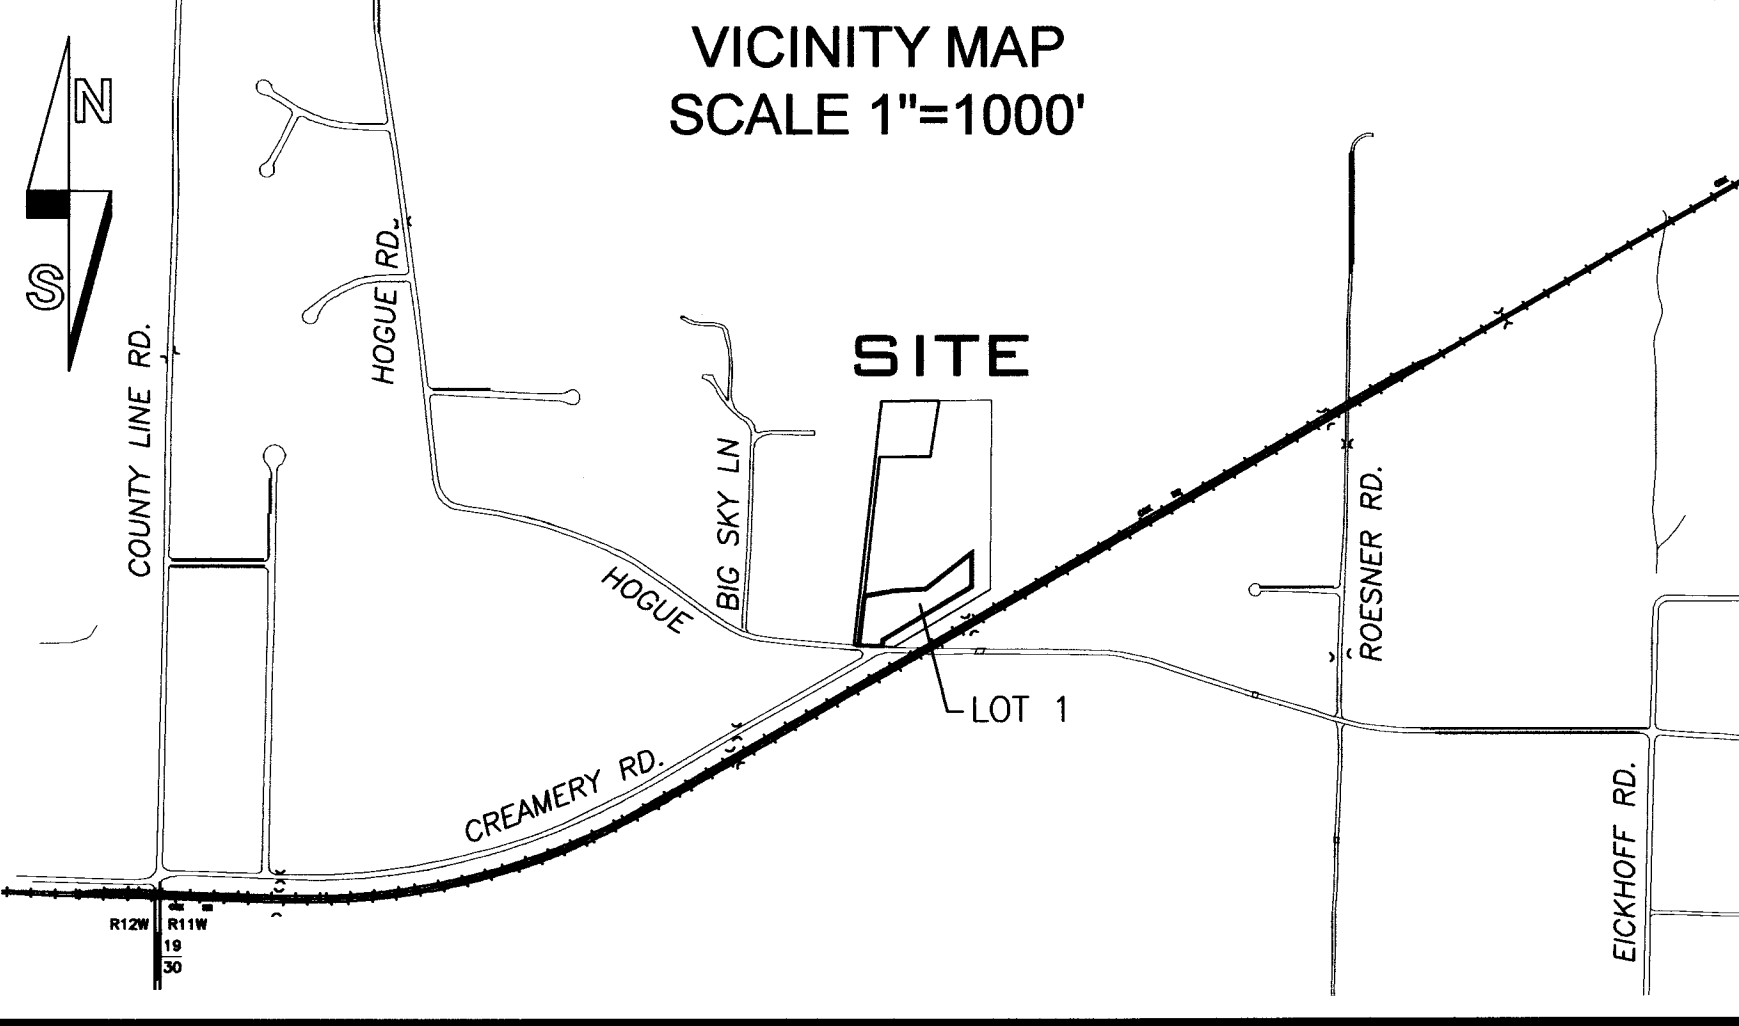 VICINITY MAP
SCALE 1"=1000'
N
S
HOGUE RD.
COUNTY LINE RD.
SITE
BIG SKY LN
HOGUE
ROESNER RD.
LOT 1
CREAMERY RD.
EICKHOFF RD.
R12W R11W
19
30